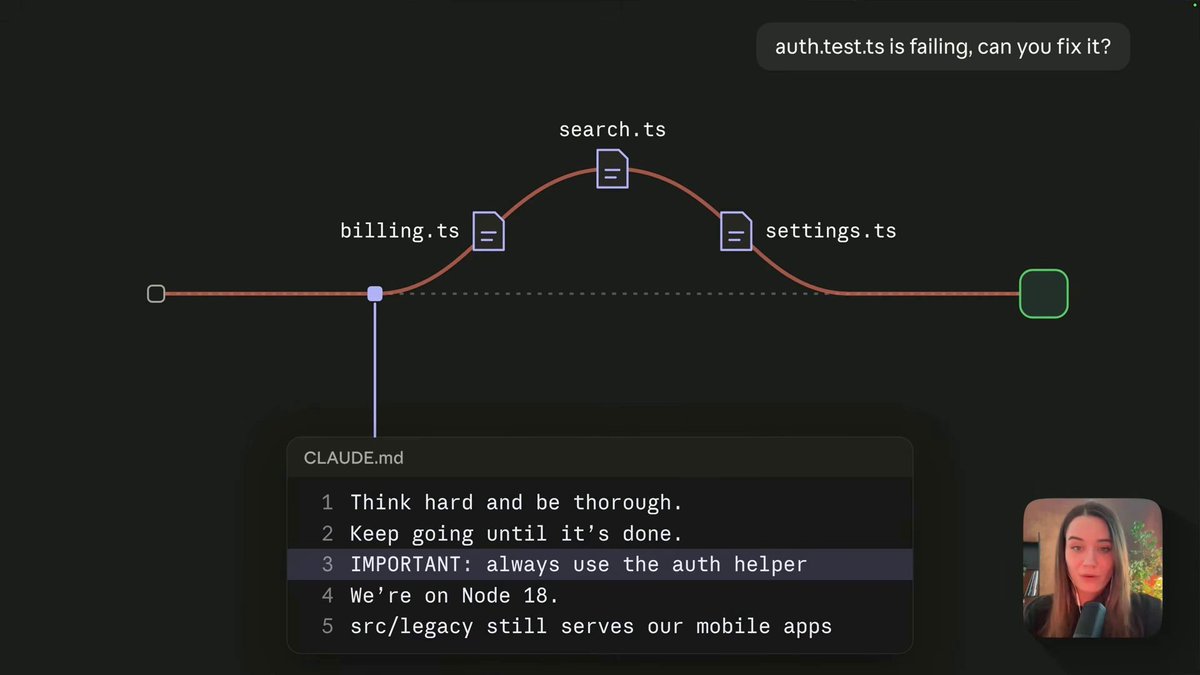 auth.test.ts is failing, can you fix it?
search.ts
billing.ts
settings.ts
CLAUDE.md
1 Think hard and be thorough.
2 Keep going until it’s done.
3 IMPORTANT: always use the auth helper
4 We’re on Node 18.
5 src/legacy still serves our mobile apps